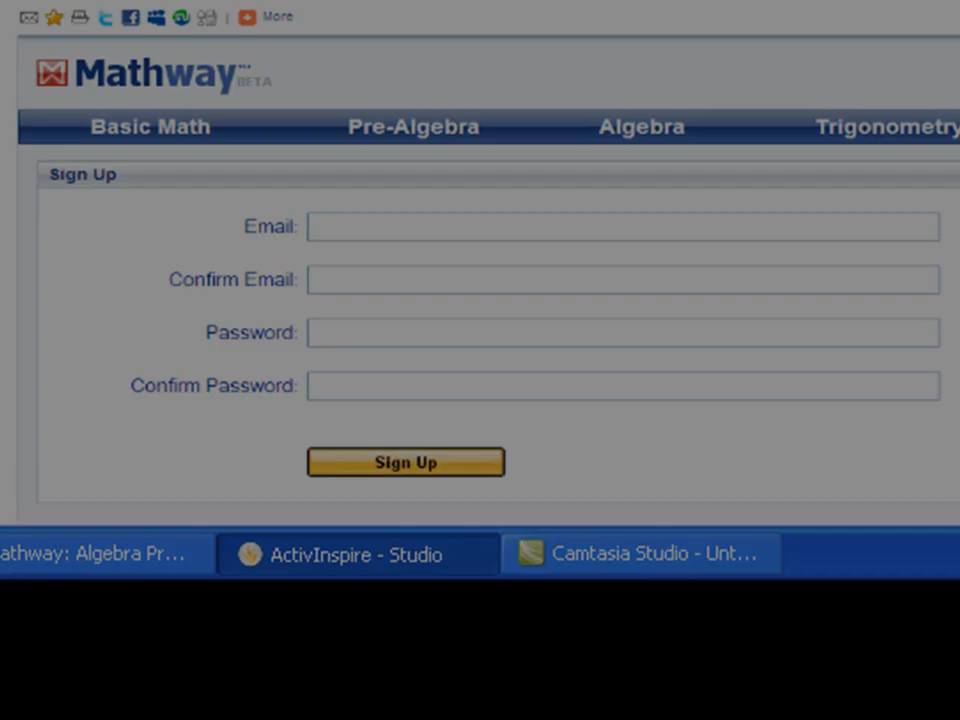 More
Mathway™ BETA
Basic Math Pre-Algebra Algebra Trigonometry
Sign Up
Email:
Confirm Email:
Password:
Confirm Password:
Sign Up
athway: Algebra Pr... ActivInspire - Studio Camtasia Studio - Unt...